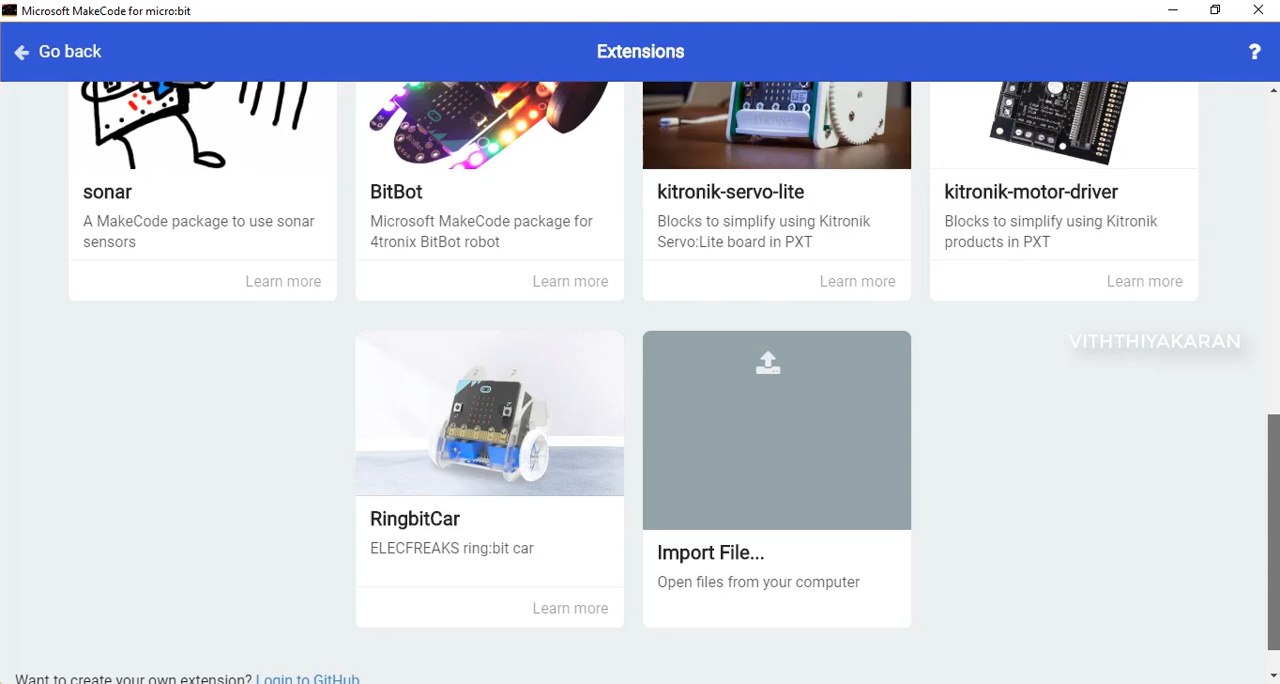 Microsoft MakeCode for micro:bit
Go back
Extensions
?
sonar
A MakeCode package to use sonar
sensors
Learn more
BitBot
Microsoft MakeCode package for
4tronix BitBot robot
Learn more
kitronik-servo-lite
Blocks to simplify using Kitronik
Servo:Lite board in PXT
Learn more
kitronik-motor-driver
Blocks to simplify using Kitronik
products in PXT
Learn more
VITHTHIYAKARAN
RingbitCar
ELECFREAKS ring:bit car
Learn more
Import File...
Open files from your computer
Want to create your own extension? Login to GitHub